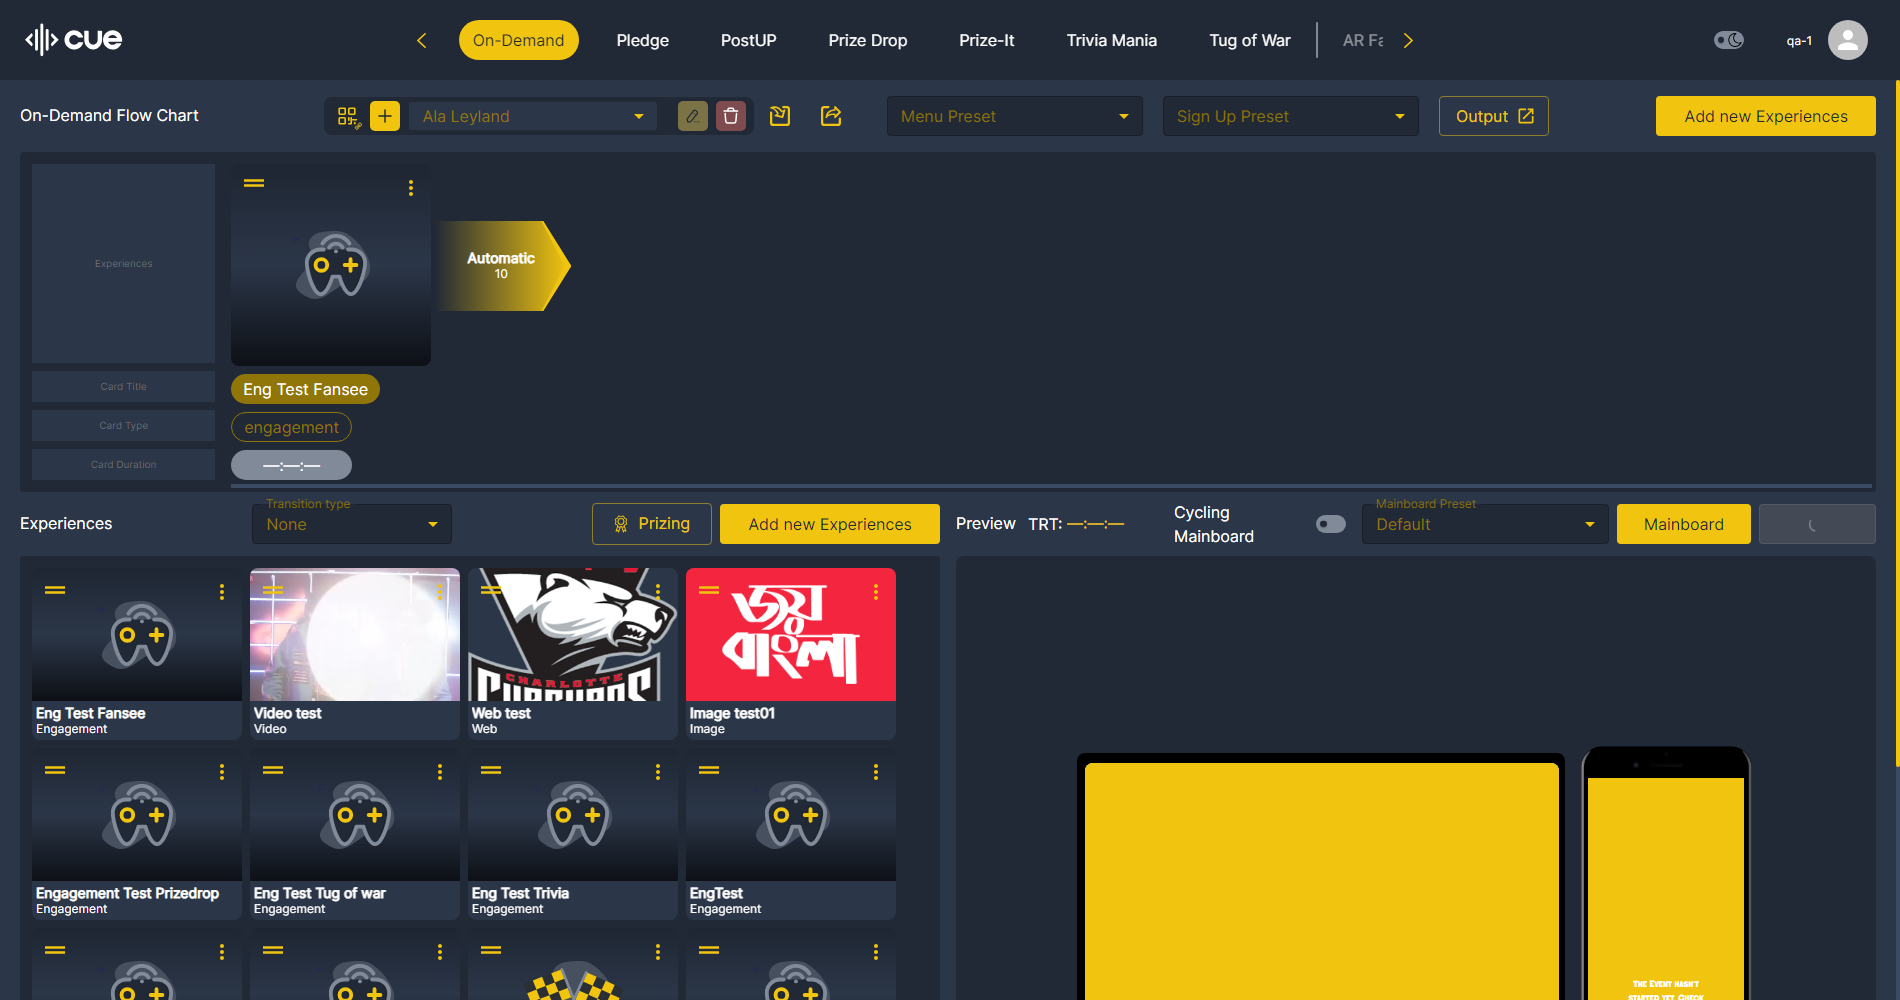 cue
On-Demand
Pledge
PostUP
Prize Drop
Prize-It
Trivia Mania
Tug of War
AR Fa
qa-1
On-Demand Flow Chart
Ala Leyland
Menu Preset
Sign Up Preset
Output
Add new Experiences
Experiences
Automatic
10
Card Title
Eng Test Fansee
Card Type
engagement
Card Duration
—:—:—
Experiences
Transition type
None
Prizing
Add new Experiences
Preview
TRT: —:—:—
Cycling
Mainboard
Mainboard Preset
Default
Mainboard
CHARLOTTE
জয়
বাংলা
Eng Test Fansee
Engagement
Video test
Video
Web test
Web
Image test01
Image
Engagement Test Prizedrop
Engagement
Eng Test Tug of war
Engagement
Eng Test Trivia
Engagement
EngTest
Engagement
The Event hasn't
started yet. Check